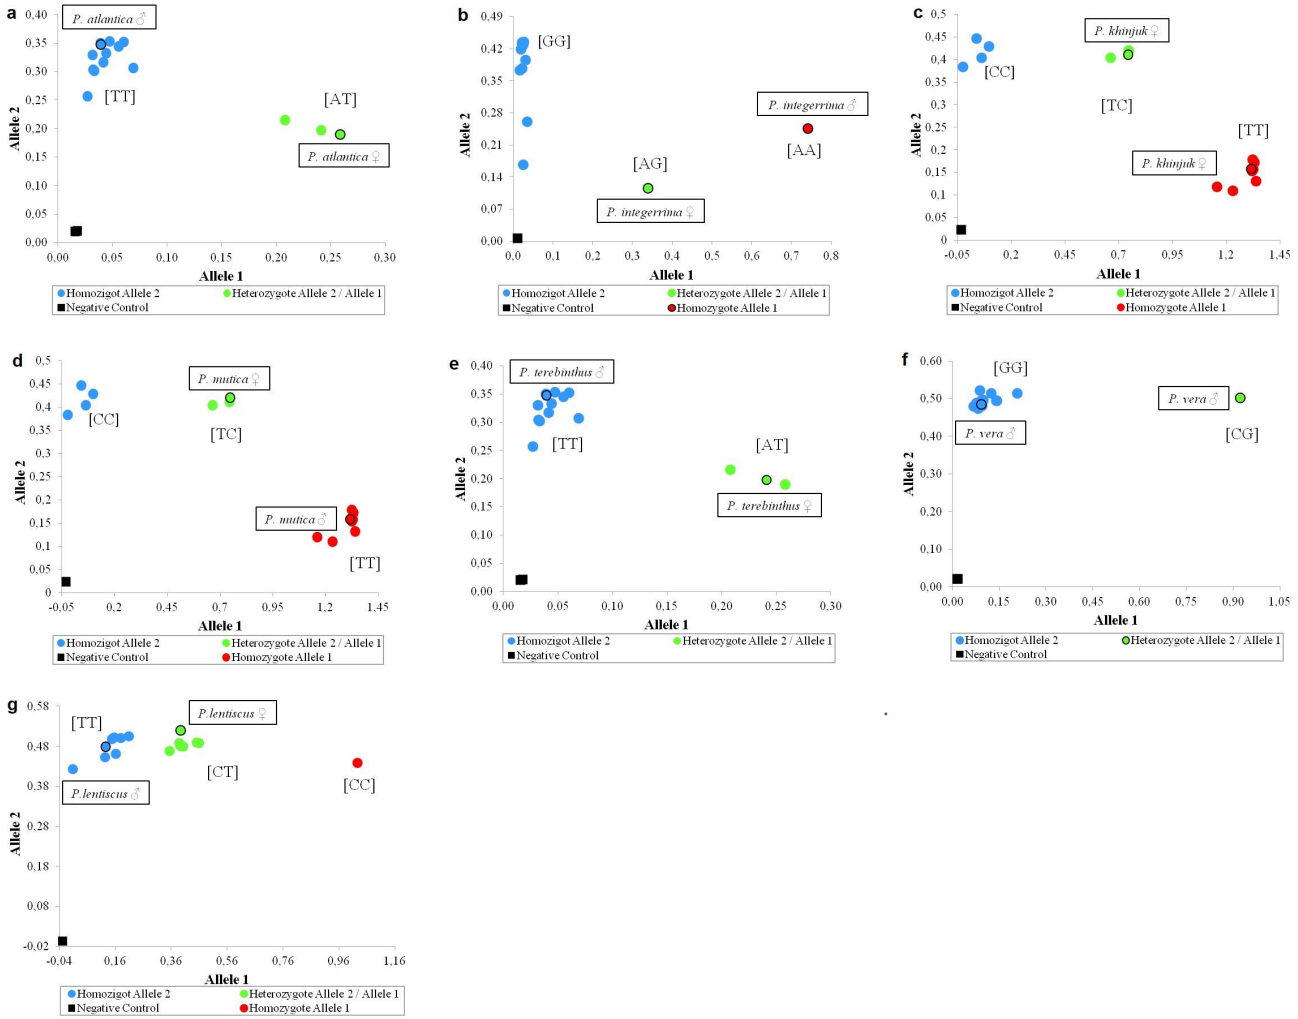 a
0,40
0,35
0,30
0,25
0,20
0,15
0,10
0,05
0,00
Allele 2
P. atlantica ♂
[TT]
[AT]
P. atlantica ♀
0,00 0,05 0,10 0,15 0,20 0,25 0,30
Allele 1
Homozigot Allele 2 Heterozygote Allele 2 / Allele 1
Negative Control
b
0,49
0,42
0,35
0,28
0,21
0,14
0,07
0,00
Allele 2
[GG]
P. integerrima ♂
[AA]
[AG]
P. integerrima ♀
0,0 0,1 0,2 0,3 0,4 0,5 0,6 0,7 0,8
Allele 1
Homozigot Allele 2 Heterozygote Allele 2 / Allele 1
Negative Control Homozygote Allele 1
c
0,5
0,45
0,4
0,35
0,3
0,25
0,2
0,15
0,1
0,05
0
Allele 2
P. khinjuk ♀
[CC]
[TC]
[TT]
P. khinjuk ♀
-0,05 0,2 0,45 0,7 0,95 1,2 1,45
Allele 1
Homozigot Allele 2 Heterozygote Allele 2 / Allele 1
Negative Control Homozygote Allele 1
d
0,5
0,45
0,4
0,35
0,3
0,25
0,2
0,15
0,1
0,05
0
Allele 2
P. mutica ♀
[CC]
[TC]
P. mutica ♂
[TT]
-0,05 0,2 0,45 0,7 0,95 1,2 1,45
Allele 1
Homozigot Allele 2 Heterozygote Allele 2 / Allele 1
Negative Control Homozygote Allele 1
e
0,40
0,35
0,30
0,25
0,20
0,15
0,10
0,05
0,00
Allele 2
P. terebinthus ♂
[TT]
[AT]
P. terebinthus ♀
0,00 0,05 0,10 0,15 0,20 0,25 0,30
Allele 1
Homozigot Allele 2 Heterozygote Allele 2 / Allele 1
Negative Control
f
0,60
0,50
0,40
0,30
0,20
0,10
0,00
Allele 2
[GG]
P. vera ♂
P. vera ♂
[CG]
0,00 0,15 0,30 0,45 0,60 0,75 0,90 1,05
Allele 1
Homozigot Allele 2 Heterozygote Allele 2 / Allele 1
Negative Control
g
0,58
0,48
0,38
0,28
0,18
0,08
-0,02
Allele 2
[TT]
P.lentiscus ♀
[CT]
[CC]
P.lentiscus ♂
-0,04 0,16 0,36 0,56 0,76 0,96 1,16
Allele 1
Homozigot Allele 2 Heterozygote Allele 2 / Allele 1
Negative Control Homozygote Allele 1